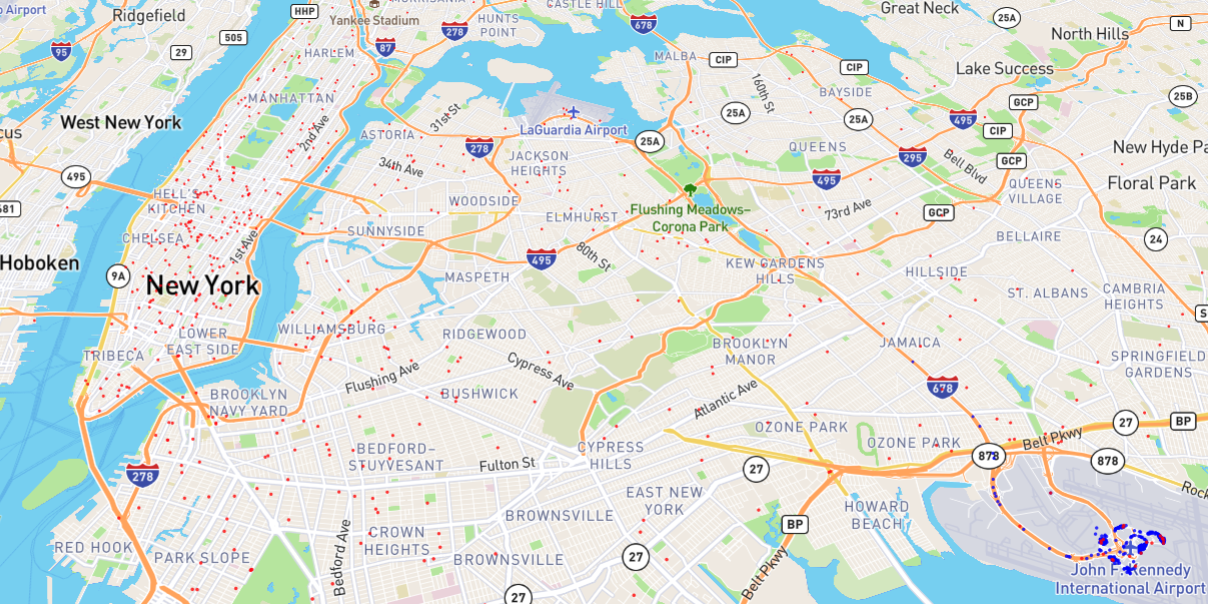 o Airport
Ridgefield
HHP
Yankee Stadium
HUNTS
POINT
CASTLE HILL
Great Neck
25A
N
95
29
505
87
278
678
North Hills
HARLEM
MALBA
CIP
CIP
Lake Success
MANHATTAN
160th St
BAYSIDE
GCP
25B
West New York
2nd Ave
31st St
ASTORIA
LaGuardia Airport
25A
25A
495
CIP
cus
278
25A
QUEENS
295
GCP
New Hyde Pa
495
34th Ave
JACKSON
HEIGHTS
495
Bell Blvd
QUEENS
VILLAGE
Floral Park
HELL'S
KITCHEN
WOODSIDE
Flushing Meadows–
Corona Park
73rd Ave
GCP
681
CHELSEA
1st Ave
SUNNYSIDE
ELMHURST
BELLAIRE
24
Hoboken
9A
New York
495
80th St
MASPETH
KEW GARDENS
HILLS
HILLSIDE
ST. ALBANS
CAMBRIA
HEIGHTS
S
LOWER
EAST SIDE
WILLIAMSBURG
RIDGEWOOD
TRIBECA
BROOKLYN
MANOR
JAMAICA
SPRINGFIELD
GARDENS
Flushing Ave
Cypress Ave
BROOKLYN
NAVY YARD
BUSHWICK
Atlantic Ave
678
OZONE PARK
OZONE PARK
27
BP
Belt Pkwy
BEDFORD–
STUYVESANT
CYPRESS
HILLS
278
Fulton St
27
878
878
Rock
EAST NEW
YORK
HOWARD
BEACH
BROWNSVILLE
BP
CROWN
HEIGHTS
RED HOOK
PARK SLOPE
Bedford Ave
BROWNSVILLE
27
Belt Pkwy
27
John F. Kennedy
International Airport